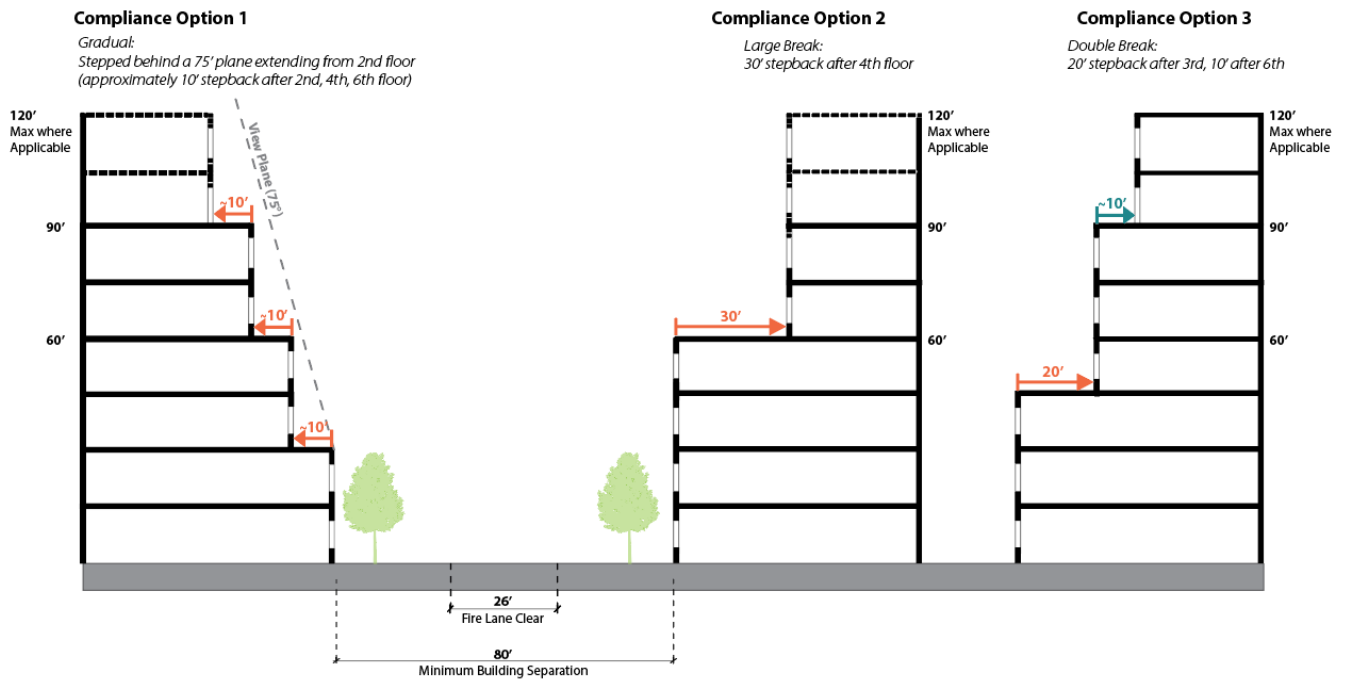 Compliance Option 1
Gradual:
Stepped behind a 75’ plane extending from 2nd floor
(approximately 10’ stepback after 2nd, 4th, 6th floor)
Compliance Option 2
Large Break:
30’ stepback after 4th floor
Compliance Option 3
Double Break:
20’ stepback after 3rd, 10’ after 6th
120’
Max where
Applicable
90’
60’
View Plane (75°)
~10’
~10’
~10’
120’
Max where
Applicable
90’
60’
30’
120’
Max where
Applicable
90’
60’
~10’
20’
26’
Fire Lane Clear
80’
Minimum Building Separation